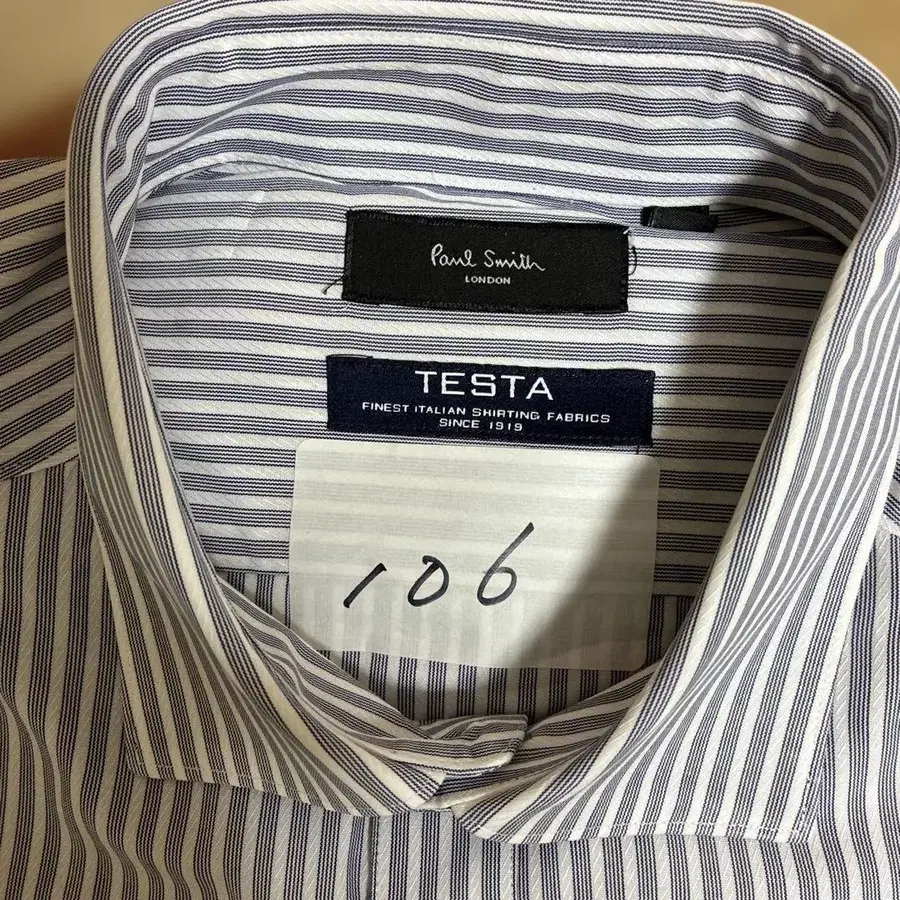 Paul Smith
LONDON
TESTA
FINEST ITALIAN SHIRTING FABRICS
SINCE 1919
106